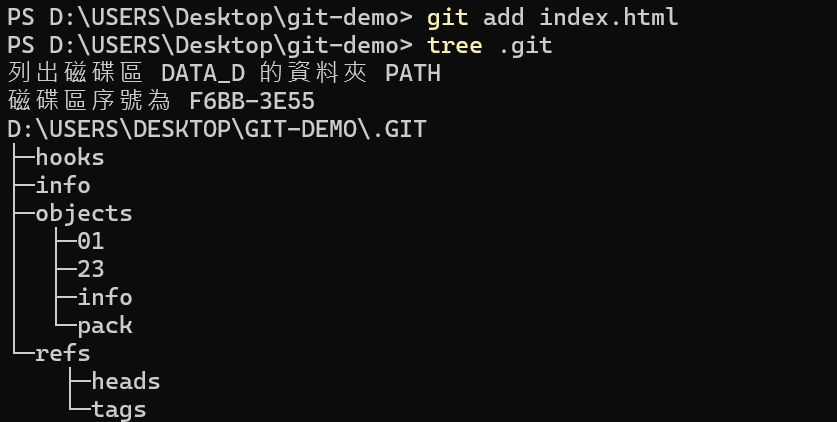 PS D:\USERS\Desktop\git-demo> git add index.html
PS D:\USERS\Desktop\git-demo> tree .git
列出磁碟區 DATA_D 的資料夾 PATH
磁碟區序號為 F6BB-3E55
D:\USERS\DESKTOP\GIT-DEMO\.GIT
├─hooks
├─info
├─objects
│  ├─01
│  ├─23
│  ├─info
│  └─pack
└─refs
    ├─heads
    └─tags